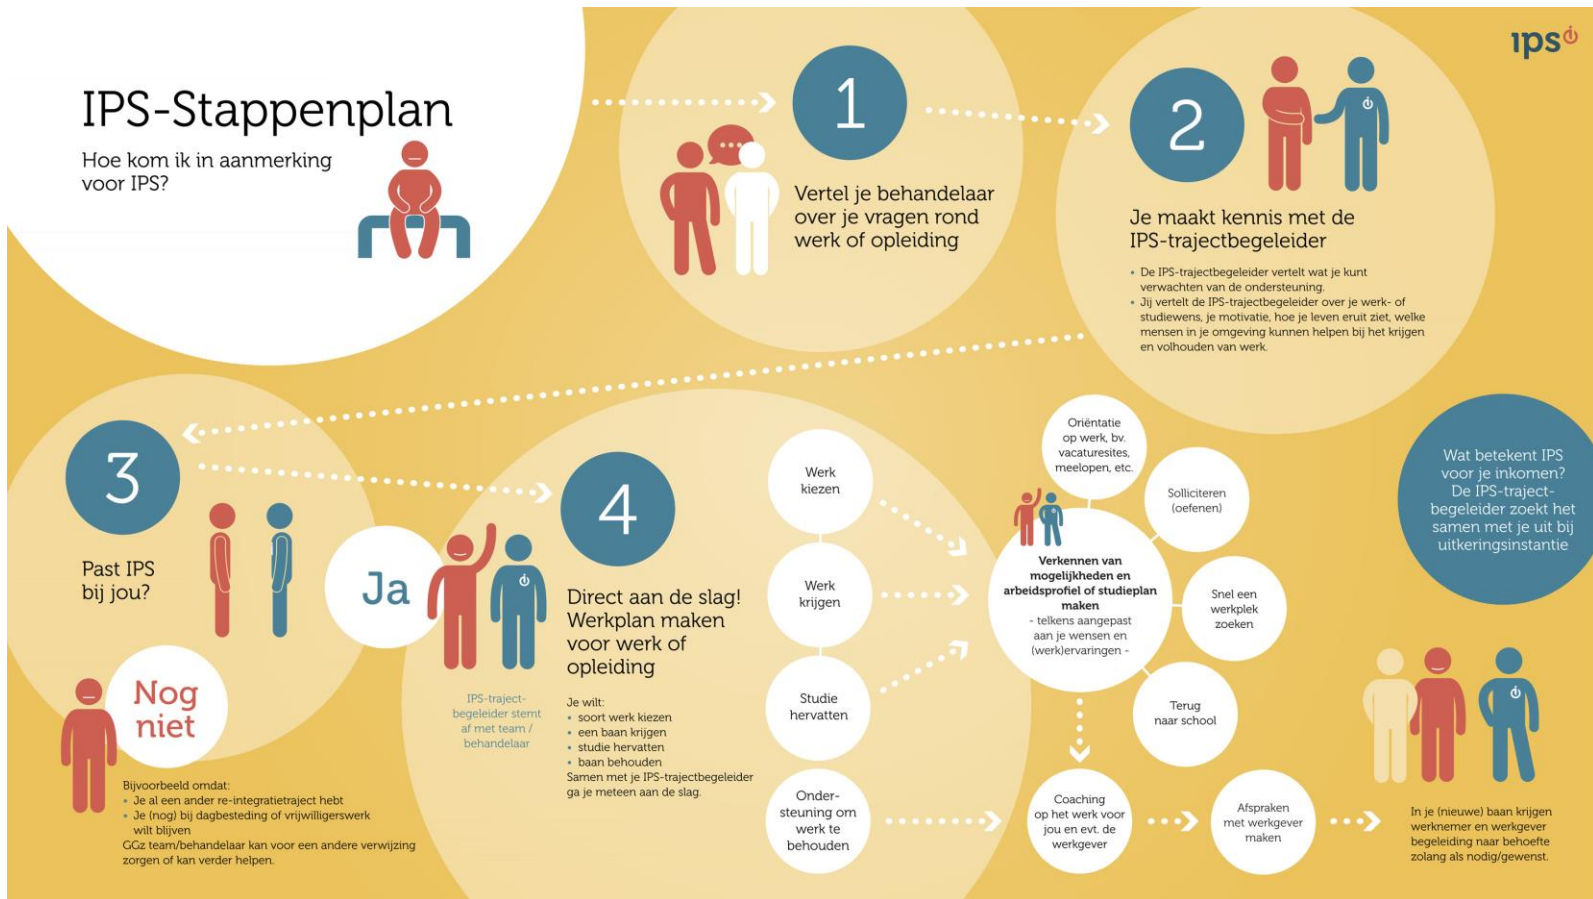 IPS-Stappenplan
Hoe kom ik in aanmerking
voor IPS?
ips
1
Vertel je behandelaar
over je vragen rond
werk of opleiding
2
Je maakt kennis met de
IPS-trajectbegeleider
• De IPS-trajectbegeleider vertelt wat je kunt
verwachten van de ondersteuning.
• Jij vertelt de IPS-trajectbegeleider over je werk- of
studiewens, je motivatie, hoe je leven eruit ziet, welke
mensen in je omgeving kunnen helpen bij het krijgen
en volhouden van werk.
3
Past IPS
bij jou?
Ja
Nog
niet
Bijvoorbeeld omdat:
• Je al een ander re-integratietraject hebt
• Je (nog) bij dagbesteding of vrijwilligerswerk
wilt blijven
GGz team/behandelaar kan voor een andere verwijzing
zorgen of kan verder helpen.
IPS-traject-
begeleider stemt
af met team /
behandelaar
4
Direct aan de slag!
Werkplan maken
voor werk of
opleiding
Je wilt:
• soort werk kiezen
• een baan krijgen
• studie hervatten
• baan behouden
Samen met je IPS-trajectbegeleider
ga je meteen aan de slag.
Werk
kiezen
Werk
krijgen
Studie
hervatten
Onder-
steuning om
werk te
behouden
Oriëntatie
op werk, bv.
vacaturesites,
meelopen, etc.
Solliciteren
(oefenen)
Verkennen van
mogelijkheden en
arbeidsprofiel of studieplan
maken
- telkens aangepast
aan je wensen en
(werk)ervaringen -
Snel een
werkplek
zoeken
Terug
naar school
Coaching
op het werk voor
jou en evt. de
werkgever
Afspraken
met werkgever
maken
In je (nieuwe) baan krijgen
werknemer en werkgever
begeleiding naar behoefte
zolang als nodig/gewenst.
Wat betekent IPS
voor je inkomen?
De IPS-traject-
begeleider zoekt het
samen met je uit bij
uitkeringsinstantie